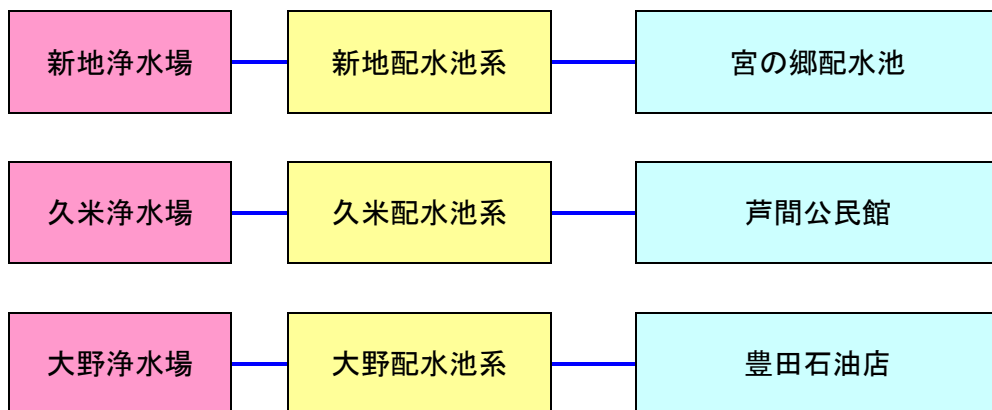 新地浄水場 新地配水池系 宮の郷配水池
久米浄水場 久米配水池系 芦間公民館
大野浄水場 大野配水池系 豊田石油店